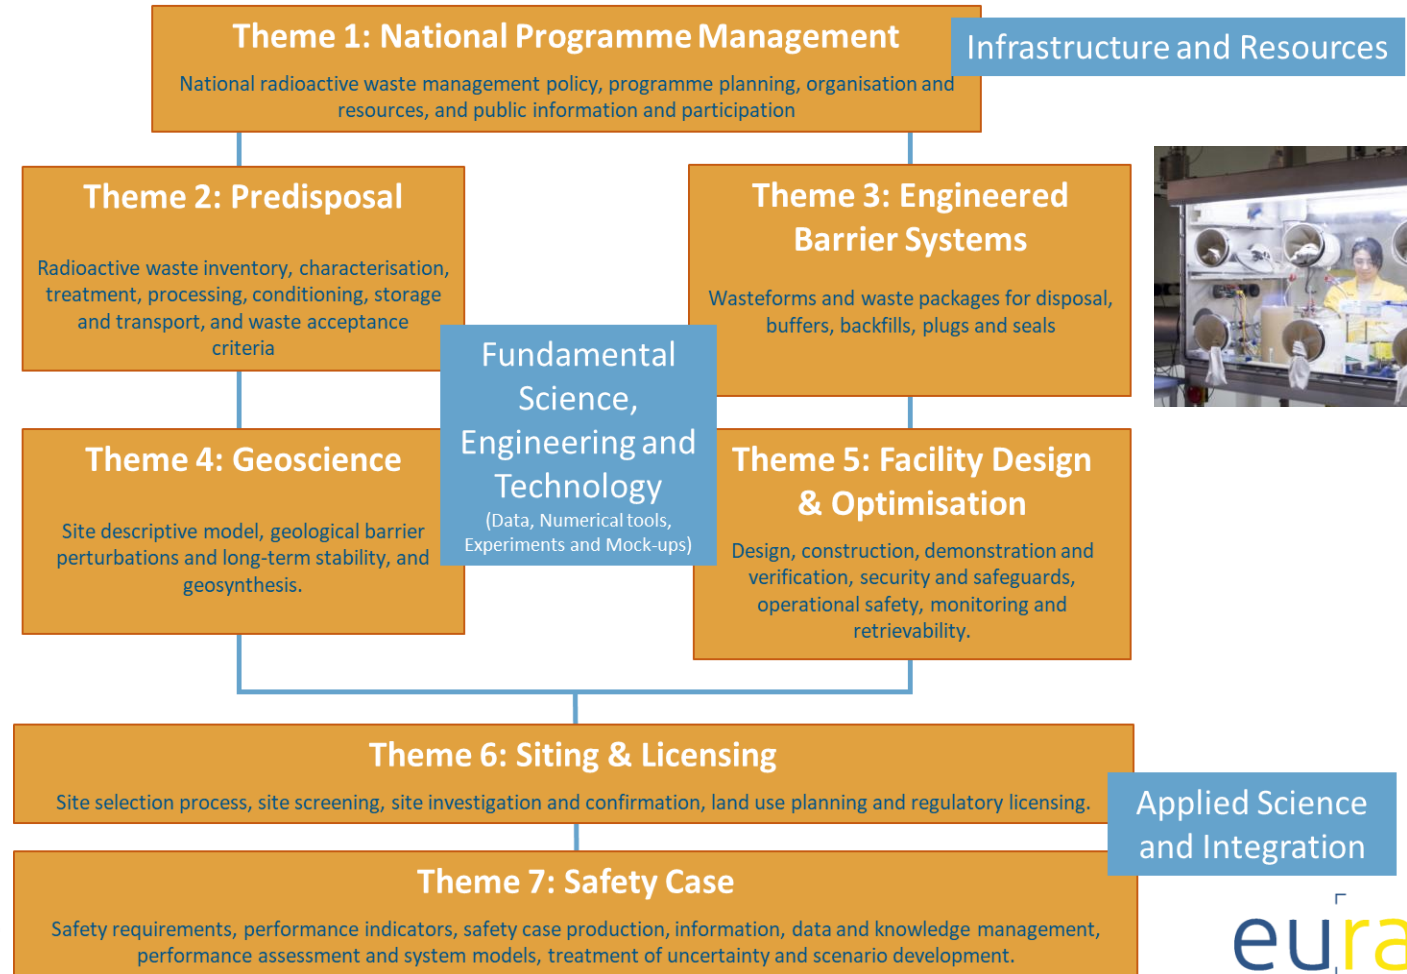 Theme 1: National Programme Management
National radioactive waste management policy, programme planning, organisation and
resources, and public information and participation
Infrastructure and Resources
Theme 2: Predisposal
Radioactive waste inventory, characterisation,
treatment, processing, conditioning, storage
and transport, and waste acceptance
criteria
Theme 3: Engineered
Barrier Systems
Wasteforms and waste packages for disposal,
buffers, backfills, plugs and seals
Fundamental
Science,
Engineering and
Technology
(Data, Numerical tools,
Experiments and Mock-ups)
Theme 4: Geoscience
Site descriptive model, geological barrier
perturbations and long-term stability, and
geosynthesis.
Theme 5: Facility Design
& Optimisation
Design, construction, demonstration and
verification, security and safeguards,
operational safety, monitoring and
retrievability.
Theme 6: Siting & Licensing
Site selection process, site screening, site investigation and confirmation, land use planning and regulatory licensing.
Applied Science
and Integration
Theme 7: Safety Case
Safety requirements, performance indicators, safety case production, information, data and knowledge management,
performance assessment and system models, treatment of uncertainty and scenario development.
eura